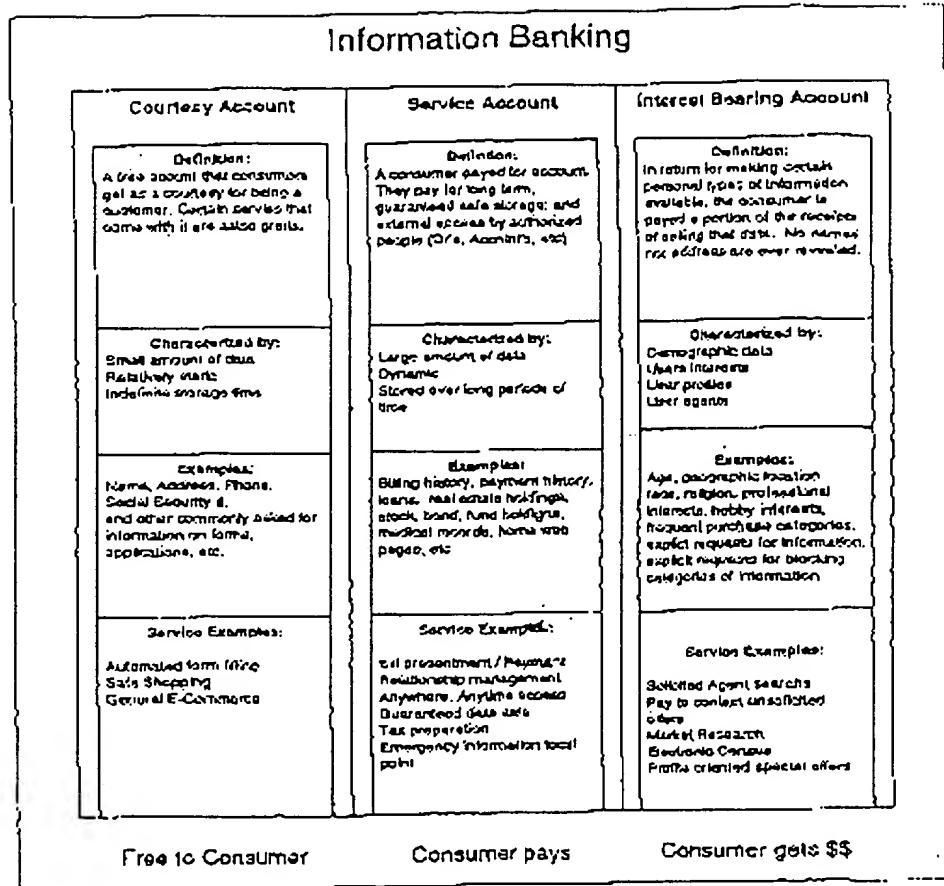 Information Banking
Courtesy Account
Definition:
A free account that consumers
get as a courtesy for being a
customer. Certain servies that
come with it are also gratis.
Characterized by:
Small amount of data
Relatively static
Indefinite storage time
Examples:
Name, Address, Phone,
Social Security #,
and other commonly asked for
information on forms,
applications, etc.
Service Examples:
Automated form filling
Safe Shopping
General E-Commerce
Free to Consumer
Service Account
Definition:
A consumer payed for account.
They pay for long term,
guaranteed safe storage; and
external access by authorized
people (Dr's, Acontnt's, etc)
Characterized by:
Large amount of data
Dynamic
Stored over long periods of
time
Examples:
Billing history, payment history,
loans, real estate holdings,
stock, bond, fund holdigns,
medical records, home web
pages, etc
Service Examples:
Bill presentment / Payment
Relationship management
Anywhere, Anytime access
Guaranteed data safe
Tax preparation
Emergency information focal
point
Consumer pays
Interest Bearing Account
Definition:
In return for making certain
personal types of information
available, the consumer is
payed a portion of the receipts
of selling that data. No names
nor address are ever revealed.
Characterized by:
Demographic data
Users interests
User profiles
User agents
Examples:
Age, geographic location
race, religion, professional
interests, hobby interests,
frequent purchase categories,
explict requests for information,
explicit requests for blocking
categories of information
Service Examples:
Solicited Agent searchs
Pay to contact unsolicited
offers
Market Research
Electronic Census
Profile oriented special offers
Consumer gets $$